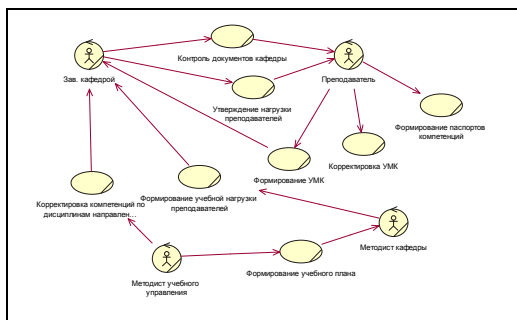 Контроль документов кафедры
Зав. кафедрой
Преподаватель
Утверждение нагрузки
преподавателей
Формирование паспортов
компетенций
Формирование УМК
Корректировка УМК
Корректировка компетенций по
дисциплинам направлен...
Формирование учебной нагрузки
преподавателей
Методист кафедры
Методист учебного
управления
Формирование учебного плана